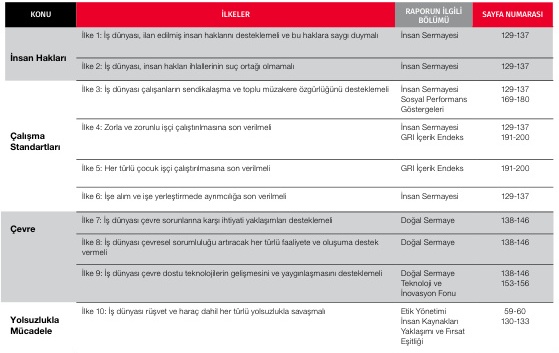 KONU İLKELER RAPORUN İLGİLİ BÖLÜMÜ SAYFA NUMARASI
İnsan Hakları
İlke 1: İş dünyası, ilan edilmiş insan haklarını desteklemeli ve bu haklara saygı duymalı İnsan Sermayesi 129-137
İlke 2: İş dünyası, insan hakları ihlallerinin suç ortağı olmamalı İnsan Sermayesi 129-137
Çalışma
Standartları
İlke 3: İş dünyası çalışanların sendikalaşma ve toplu müzakere özgürlüğünü desteklemeli İnsan Sermayesi 129-137
Sosyal Performans 169-180
Göstergeleri
İlke 4: Zorla ve zorunlu işçi çalıştırılmasına son verilmeli İnsan Sermayesi 129-137
GRI İçerik Endeks 191-200
İlke 5: Her türlü çocuk işçi çalıştırılmasına son verilmeli GRI İçerik Endeks 191-200
İlke 6: İşe alım ve işe yerleştirmede ayrımcılığa son verilmeli İnsan Sermayesi 129-137
Çevre
İlke 7: İş dünyası çevre sorunlarına karşı ihtiyati yaklaşımları desteklemeli Doğal Sermaye 138-146
İlke 8: İş dünyası çevresel sorumluluğu artıracak her türlü faaliyete ve oluşuma destek Doğal Sermaye 138-146
vermeli
İlke 9: İş dünyası çevre dostu teknolojilerin gelişmesini ve yaygınlaşmasını desteklemeli Doğal Sermaye 138-146
Teknoloji ve 153-156
İnovasyon Fonu
Yolsuzlukla
Mücadele
İlke 10: İş dünyası rüşvet ve haraç dahil her türlü yolsuzlukla savaşmalı Etik Yönetimi 59-60
İnsan Kaynakları 130-133
Yaklaşımı ve Fırsat
Eşitliği